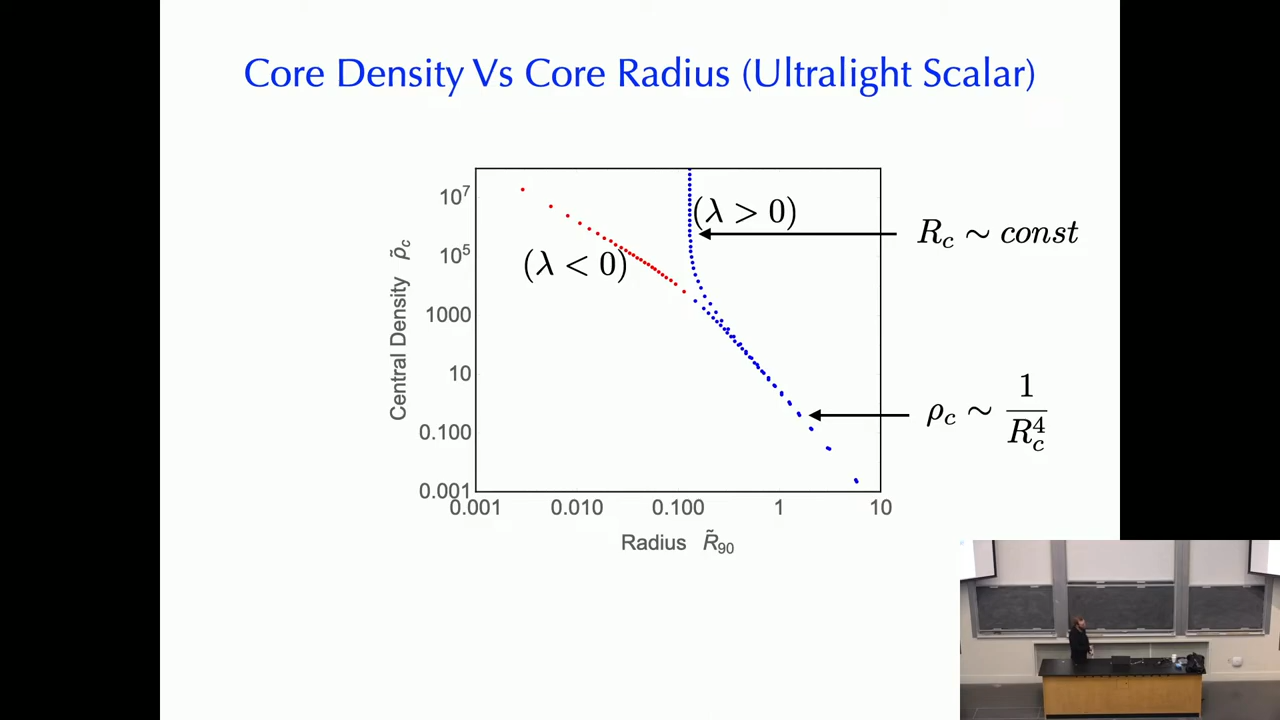 Core Density Vs Core Radius (Ultralight Scalar)
10^7
10^5
1000
10
0.100
0.001
Central Density ρ̃_c
(λ > 0)
(λ < 0)
R_c ∼ const
ρ_c ∼ 1/R_c^4
0.001 0.010 0.100 1 10
Radius R̃_90